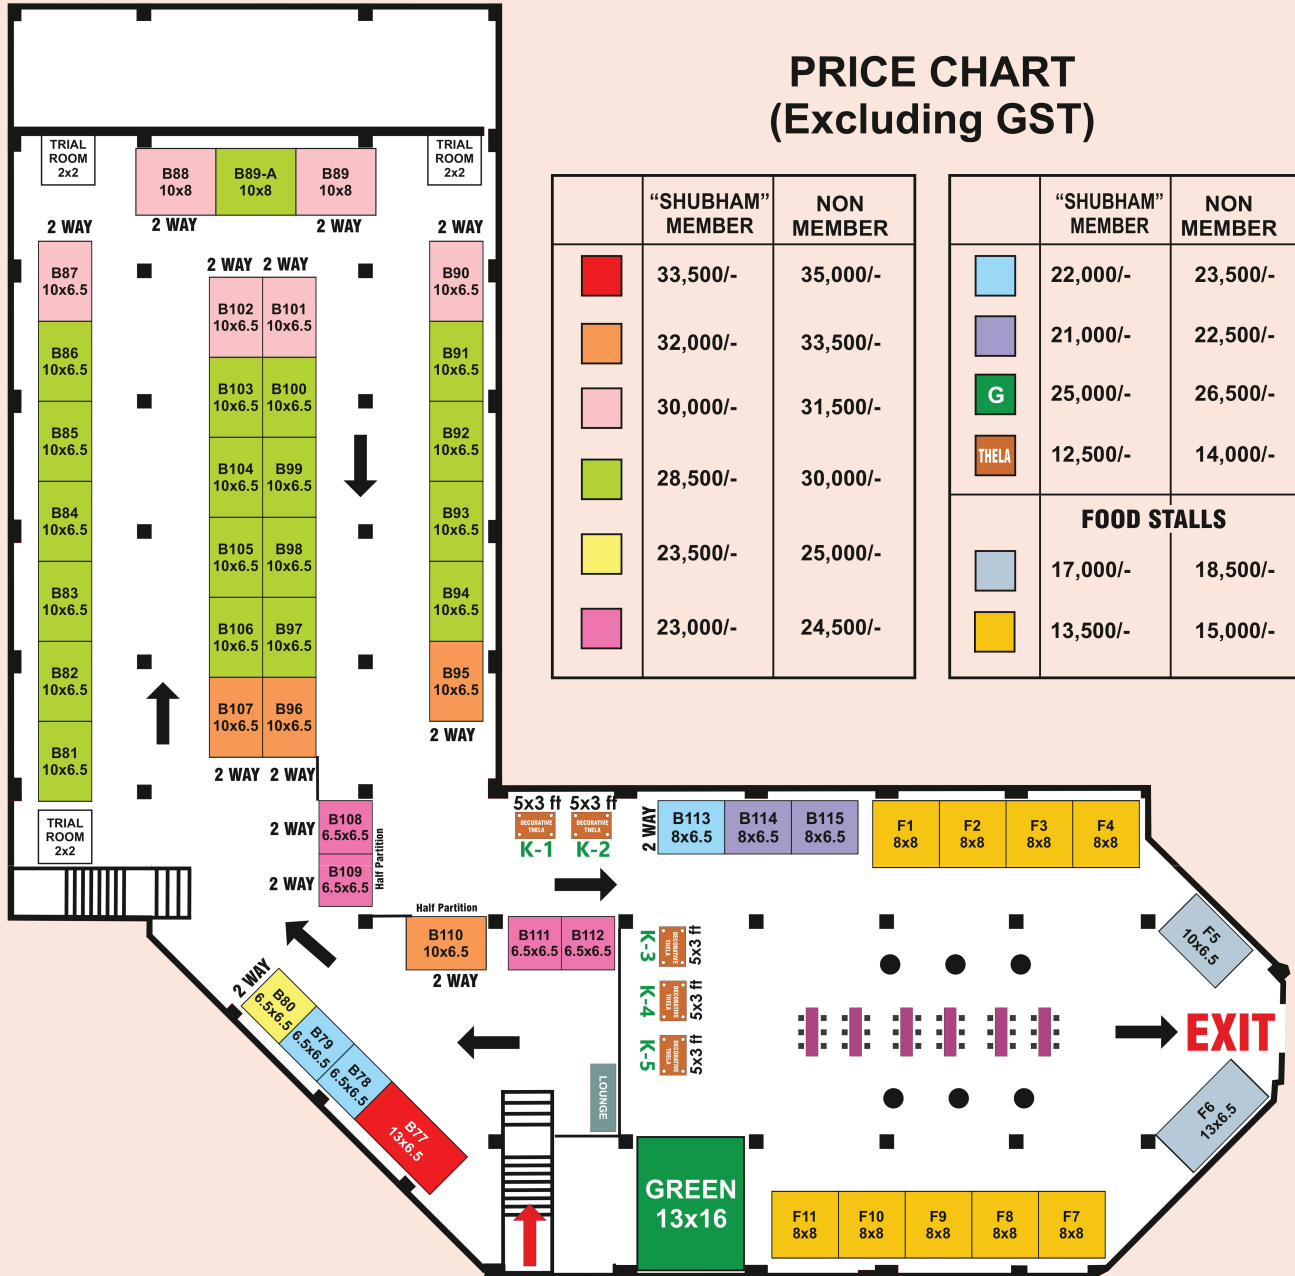 PRICE CHART
(Excluding GST)
“SHUBHAM”
MEMBER
NON
MEMBER
33,500/- 35,000/-
32,000/- 33,500/-
30,000/- 31,500/-
28,500/- 30,000/-
23,500/- 25,000/-
23,000/- 24,500/-
“SHUBHAM”
MEMBER
NON
MEMBER
22,000/- 23,500/-
21,000/- 22,500/-
G 25,000/- 26,500/-
THELA 12,500/- 14,000/-
FOOD STALLS
17,000/- 18,500/-
13,500/- 15,000/-
TRIAL
ROOM
2x2
B88
10x8
B89-A
10x8
B89
10x8
TRIAL
ROOM
2x2
2 WAY
2 WAY
2 WAY
2 WAY
B87
10x6.5
B86
10x6.5
B85
10x6.5
B84
10x6.5
B83
10x6.5
B82
10x6.5
B81
10x6.5
TRIAL
ROOM
2x2
2 WAY 2 WAY
B102
10x6.5
B101
10x6.5
B103
10x6.5
B100
10x6.5
B104
10x6.5
B99
10x6.5
B105
10x6.5
B98
10x6.5
B106
10x6.5
B97
10x6.5
B107
10x6.5
B96
10x6.5
2 WAY 2 WAY
B90
10x6.5
B91
10x6.5
B92
10x6.5
B93
10x6.5
B94
10x6.5
B95
10x6.5
2 WAY
2 WAY
B108
6.5x6.5
2 WAY
B109
6.5x6.5
Half Partition
Half Partition
B110
10x6.5
2 WAY
B111
6.5x6.5
B112
6.5x6.5
2 WAY
B80
6.5x6.5
B79
6.5x6.5
B78
6.5x6.5
B77
13x6.5
5x3 ft 5x3 ft
DECORATIVE
THELA
DECORATIVE
THELA
K-1 K-2
2 WAY
B113
8x6.5
B114
8x6.5
B115
8x6.5
F1
8x8
F2
8x8
F3
8x8
F4
8x8
K-3
DECORATIVE
THELA
5x3 ft
K-4
DECORATIVE
THELA
5x3 ft
K-5
DECORATIVE
THELA
5x3 ft
LOUNGE
F5
10x6.5
EXIT
F6
13x6.5
GREEN
13x16
F11
8x8
F10
8x8
F9
8x8
F8
8x8
F7
8x8